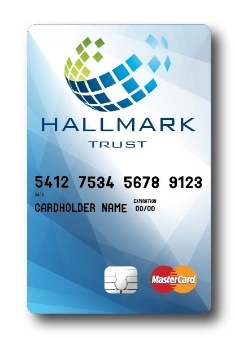 HALLMARK
TRUST
5412 7534 5678 9123
EXPIRATION
CARDHOLDER NAME 00/00
MasterCard